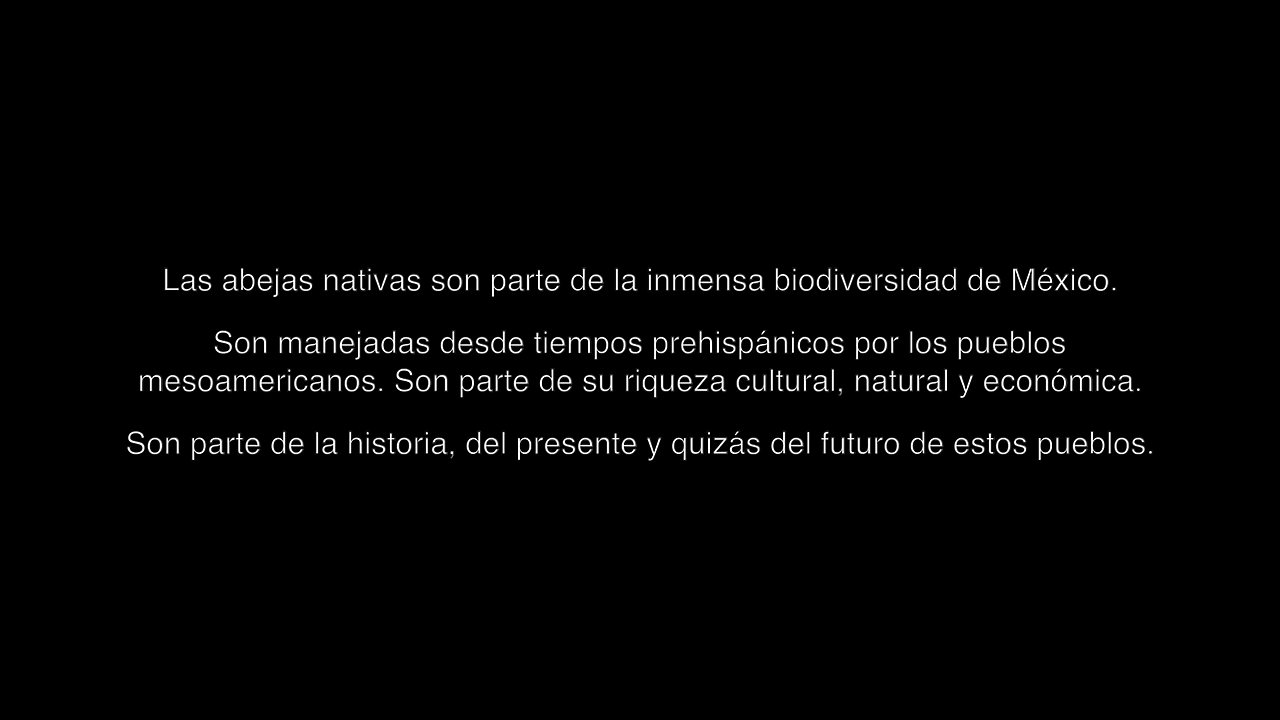 Las abejas nativas son parte de la inmensa biodiversidad de México.
Son manejadas desde tiempos prehispánicos por los pueblos
mesoamericanos. Son parte de su riqueza cultural, natural y económica.
Son parte de la historia, del presente y quizás del futuro de estos pueblos.